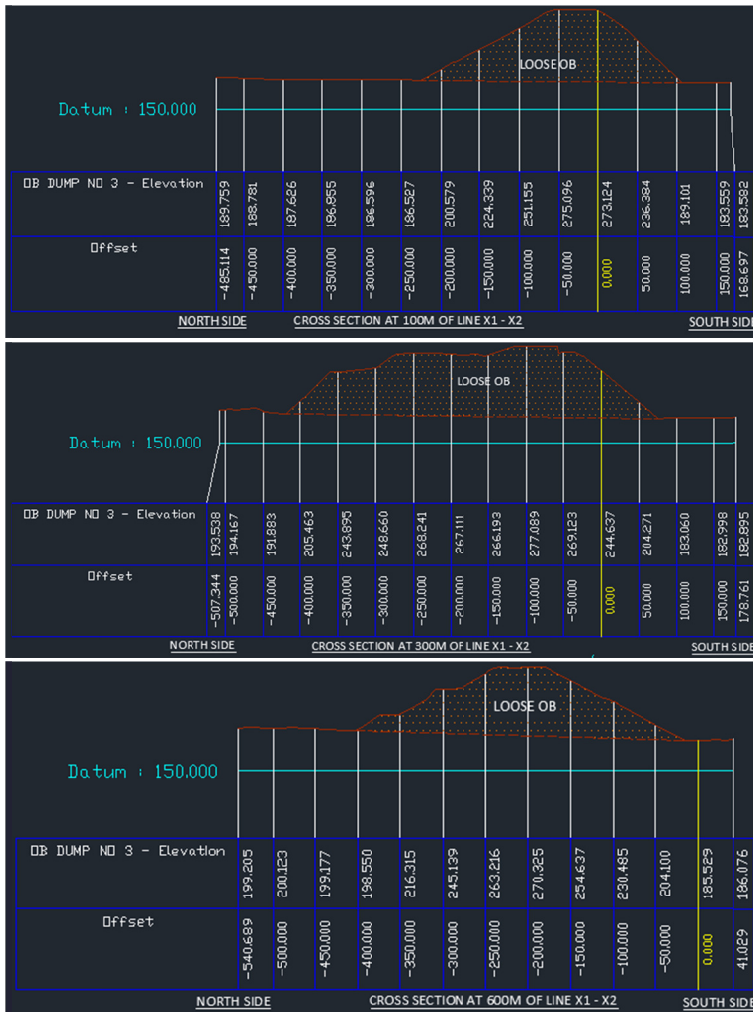 LOOSE OB
Datum : 150.000
OB DUMP NO 3 - Elevation 189.759 188.781 187.626 186.855 186.596 186.527 200.579 224.339 251.155 275.096 273.124 236.384 189.101 183.559 183.582
Offset -485.114 -450.000 -400.000 -350.000 -300.000 -250.000 -200.000 -150.000 -100.000 -50.000 0.000 50.000 100.000 150.000 168.697
NORTH SIDE CROSS SECTION AT 100M OF LINE X1 - X2 SOUTH SIDE
LOOSE OB
Datum : 150.000
OB DUMP NO 3 - Elevation 193.538 194.167 191.883 205.463 243.895 248.660 268.241 267.111 266.193 277.089 269.123 244.637 204.271 183.060 182.998 182.895
Offset -507.344 -500.000 -450.000 -400.000 -350.000 -300.000 -250.000 -200.000 -150.000 -100.000 -50.000 0.000 50.000 100.000 150.000 178.761
NORTH SIDE CROSS SECTION AT 300M OF LINE X1 - X2 SOUTH SIDE
LOOSE OB
Datum : 150.000
OB DUMP NO 3 - Elevation 199.205 200.123 199.177 198.550 216.315 245.139 263.216 270.325 254.637 230.485 204.100 185.529 186.076
Offset -540.689 -500.000 -450.000 -400.000 -350.000 -300.000 -250.000 -200.000 -150.000 -100.000 -50.000 0.000 41.029
NORTH SIDE CROSS SECTION AT 600M OF LINE X1 - X2 SOUTH SIDE